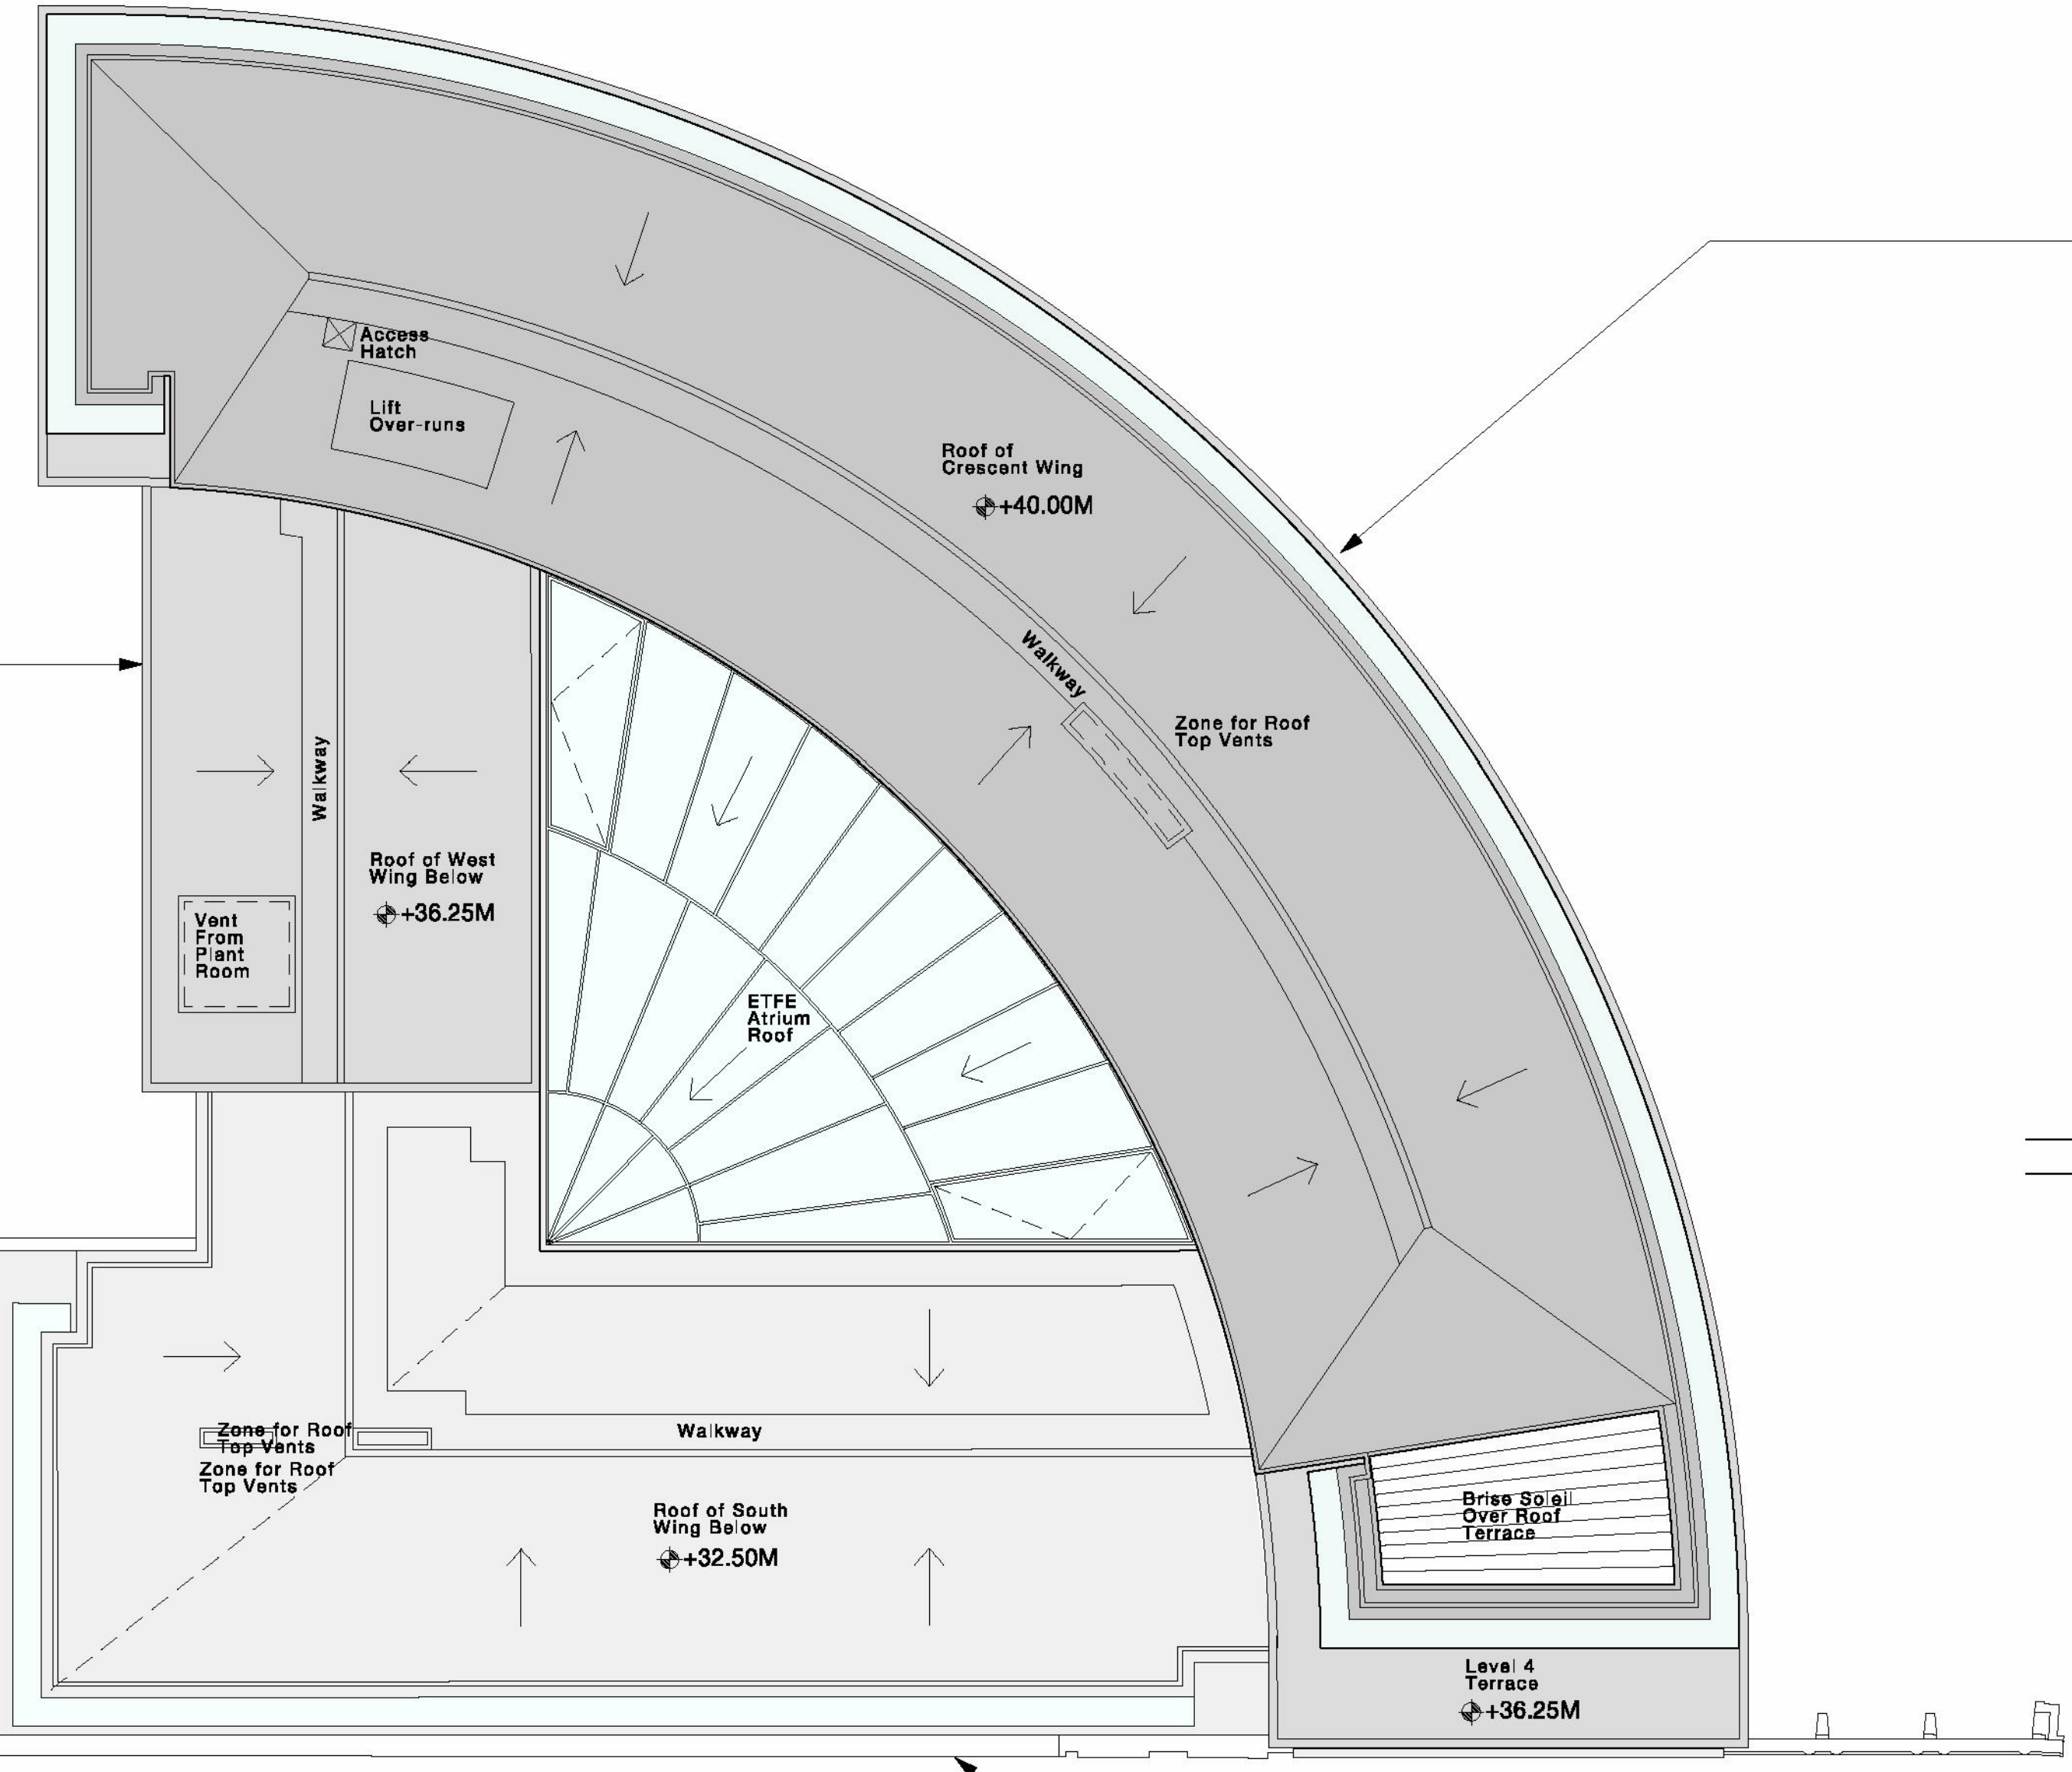 Access
Hatch
Lift
Over-runs
Roof of
Crescent Wing
+40.00M
Walkway
Zone for Roof
Top Vents
Walkway
Roof of West
Wing Below
+36.25M
Vent
From
Plant
Room
ETFE
Atrium
Roof
Zone for Roof
Top Vents
Zone for Roof
Top Vents
Walkway
Roof of South
Wing Below
+32.50M
Brise Soleil
Over Roof
Terrace
Level 4
Terrace
+36.25M